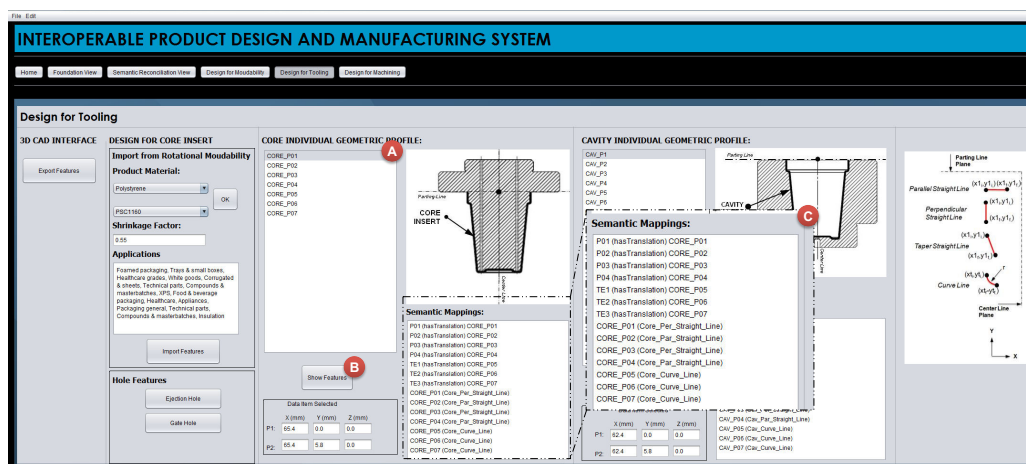 File Edit
INTEROPERABLE PRODUCT DESIGN AND MANUFACTURING SYSTEM
Home
Foundation View
Semantic Reconciliation View
Design for Moudability
Design for Tooling
Design for Machining
Design for Tooling
3D CAD INTERFACE
Export Features
DESIGN FOR CORE INSERT
Import from Rotational Moudability
Product Material:
Polystyrene
OK
PSC1160
Shrinkage Factor:
0.55
Applications
Foamed packaging, Trays & small boxes,
Healthcare grades, White goods, Corrugated
& sheets, Technical parts, Compounds &
masterbatches, XPS, Food & beverage
packaging, Healthcare, Appliances,
Packaging general, Technical parts,
Compounds & masterbatches, Insulation
Import Features
Hole Features
Ejection Hole
Gate Hole
CORE INDIVIDUAL GEOMETRIC PROFILE:
A
CORE_P01
CORE_P02
CORE_P03
CORE_P04
CORE_P05
CORE_P06
CORE_P07
Parting Line
CORE
INSERT
Center
Line
B
Show Features
Data Item Selected
X (mm) Y (mm) Z (mm)
P1: 65.4 0.0 0.0
P2: 65.4 5.8 0.0
Semantic Mappings:
P01 (hasTranslation) CORE_P01
P02 (hasTranslation) CORE_P02
P03 (hasTranslation) CORE_P03
P04 (hasTranslation) CORE_P04
TE1 (hasTranslation) CORE_P05
TE2 (hasTranslation) CORE_P06
TE3 (hasTranslation) CORE_P07
CORE_P01 (Core_Per_Straight_Line)
CORE_P02 (Core_Par_Straight_Line)
CORE_P03 (Core_Per_Straight_Line)
CORE_P04 (Core_Par_Straight_Line)
CORE_P05 (Core_Curve_Line)
CORE_P06 (Core_Curve_Line)
CORE_P07 (Core_Curve_Line)
CAVITY INDIVIDUAL GEOMETRIC PROFILE:
CAV_P1
CAV_P2
CAV_P3
CAV_P4
CAV_P5
CAV_P6
Parting Line
CAVITY
C
Semantic Mappings:
P01 (hasTranslation) CORE_P01
P02 (hasTranslation) CORE_P02
P03 (hasTranslation) CORE_P03
P04 (hasTranslation) CORE_P04
TE1 (hasTranslation) CORE_P05
TE2 (hasTranslation) CORE_P06
TE3 (hasTranslation) CORE_P07
CORE_P01 (Core_Per_Straight_Line)
CORE_P02 (Core_Par_Straight_Line)
CORE_P03 (Core_Per_Straight_Line)
CORE_P04 (Core_Par_Straight_Line)
CORE_P05 (Core_Curve_Line)
CORE_P06 (Core_Curve_Line)
CORE_P07 (Core_Curve_Line)
X (mm) Y (mm) Z (mm)
P1: 62.4 0.0 0.0
P2: 62.4 5.8 0.0
CAV_P04 (Cav_Par_Straight_Line)
CAV_P05 (Cav_Curve_Line)
CAV_P06 (Cav_Curve_Line)
CAV_P07 (Cav_Curve_Line)
Parting Line
Plane
Parallel Straight Line
Perpendicular
Straight Line
Taper Straight Line
Curve Line
r
Center Line
Plane
Y
X